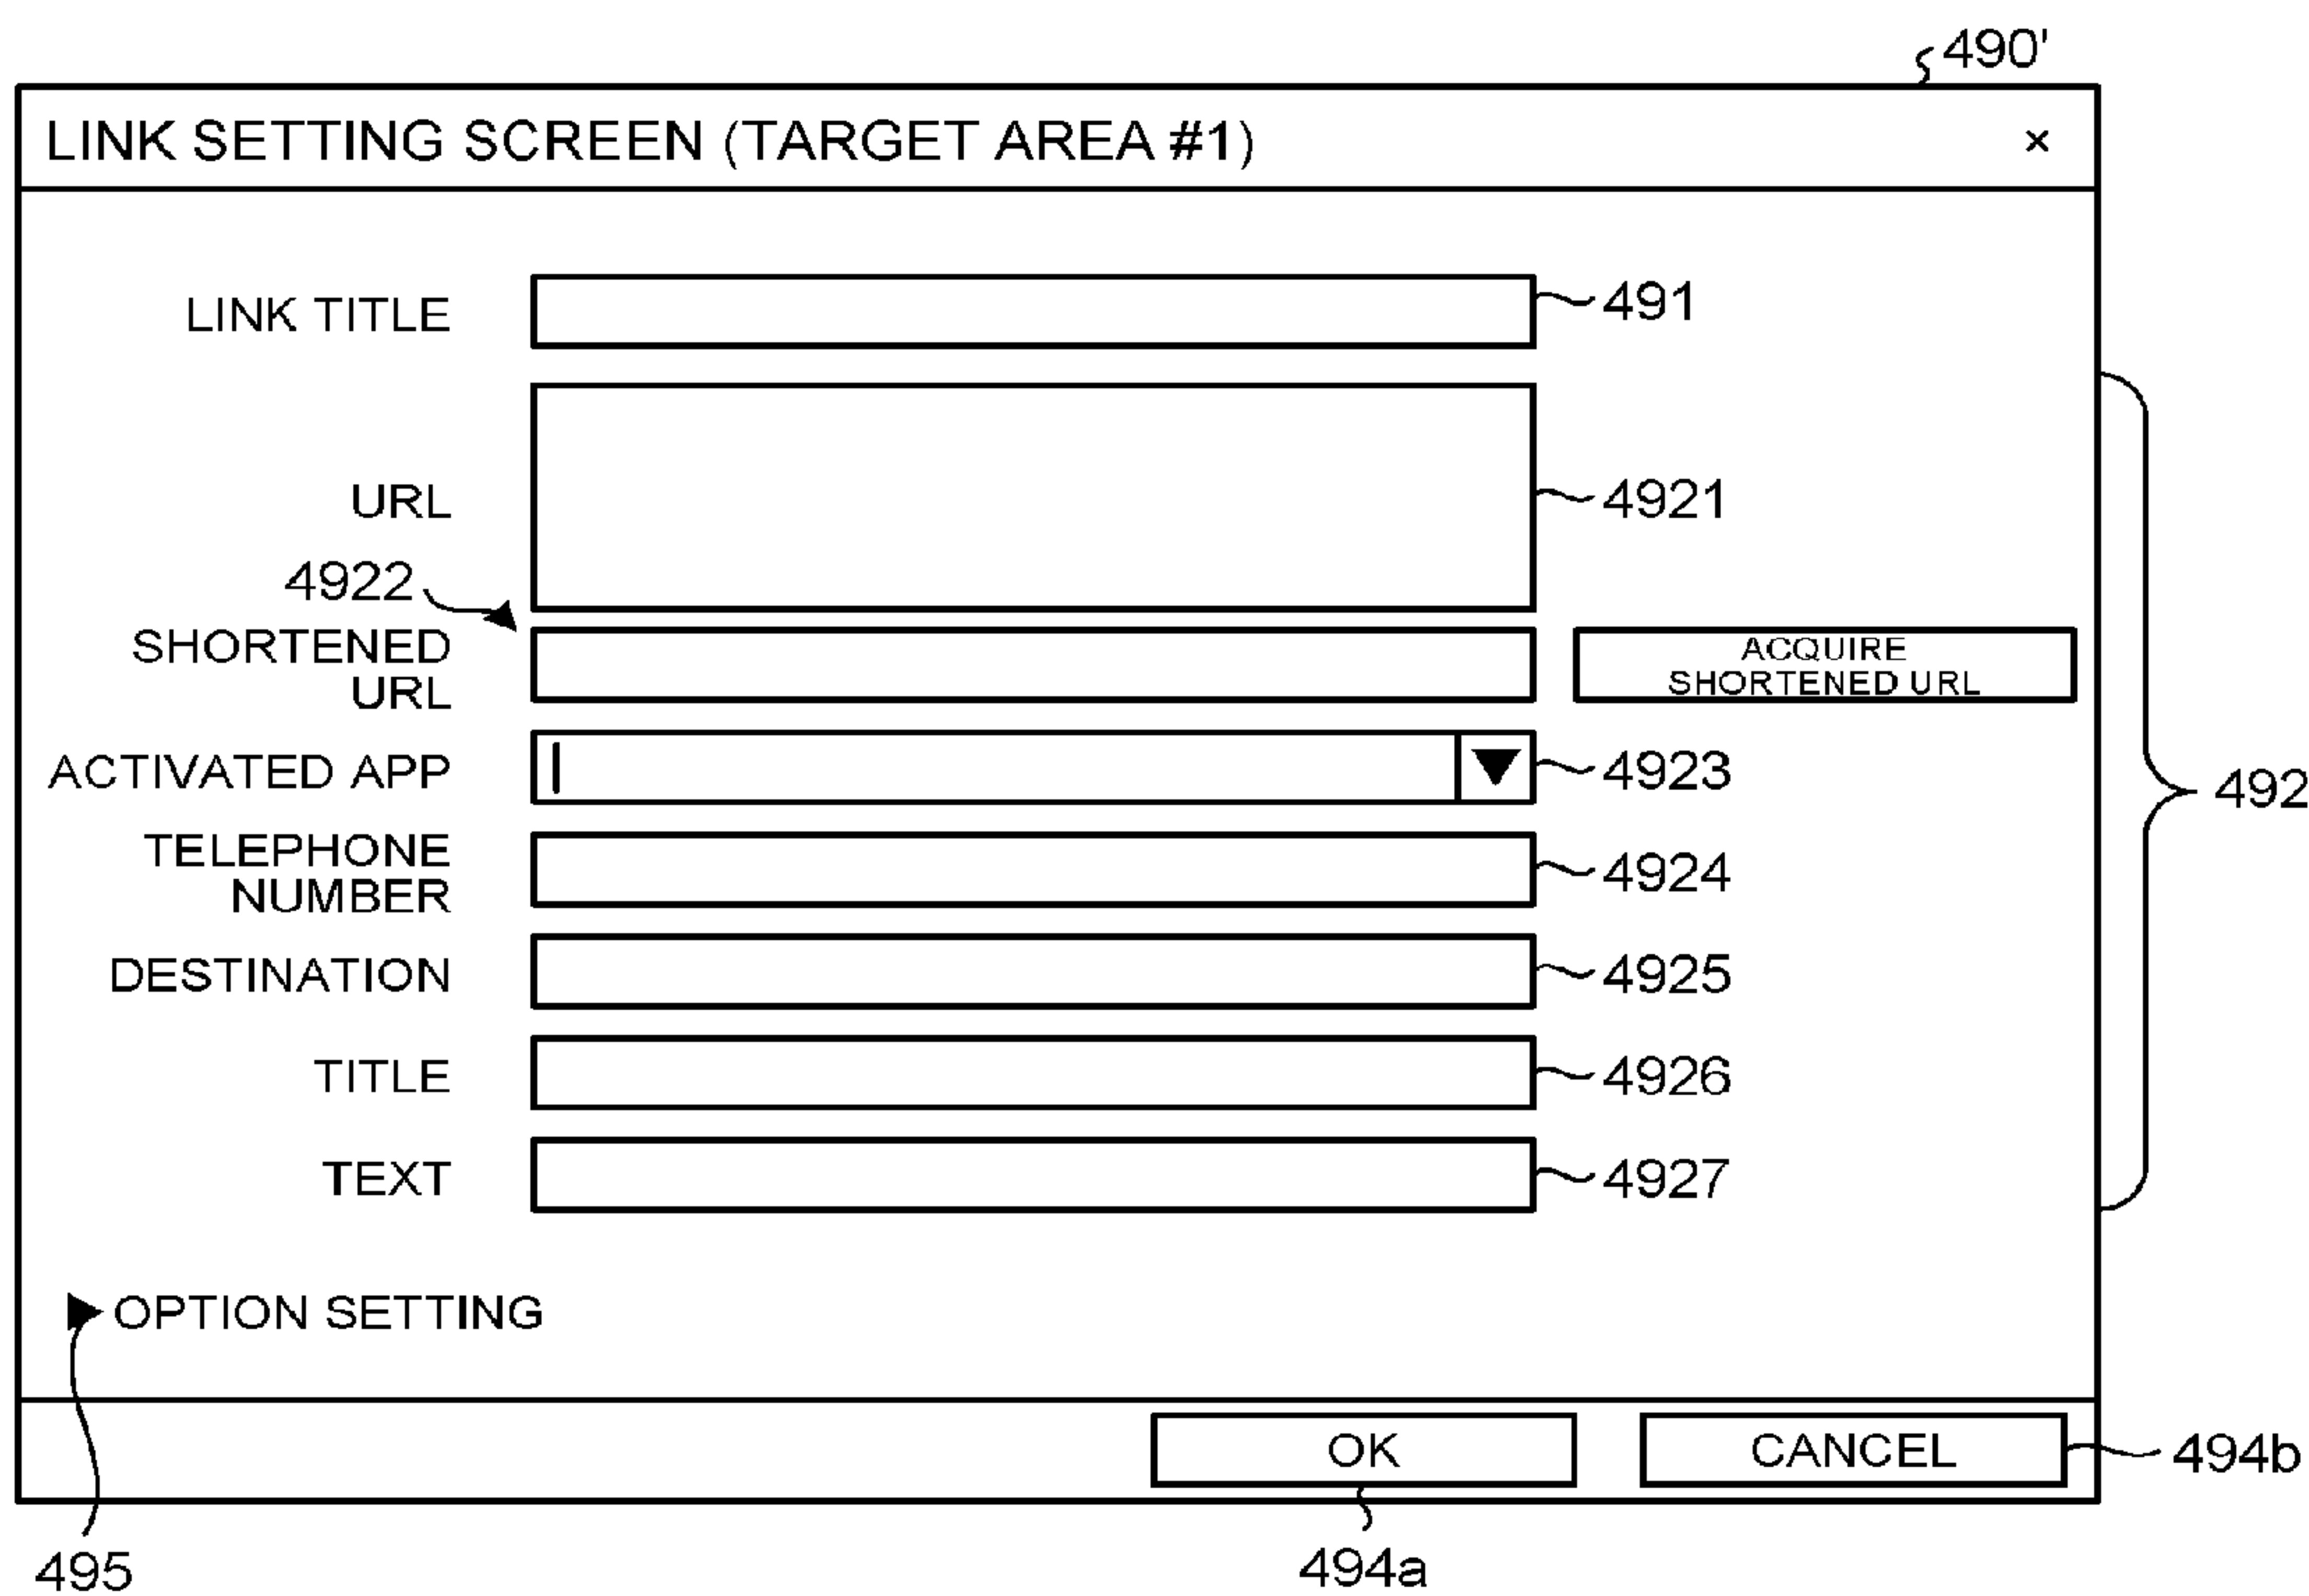 490'
LINK SETTING SCREEN (TARGET AREA #1) ×
LINK TITLE
491
URL
4921
4922
SHORTENED
URL
ACQUIRE
SHORTENED URL
ACTIVATED APP
4923
492
TELEPHONE
NUMBER
4924
DESTINATION
4925
TITLE
4926
TEXT
4927
OPTION SETTING
OK
CANCEL
494b
495
494a